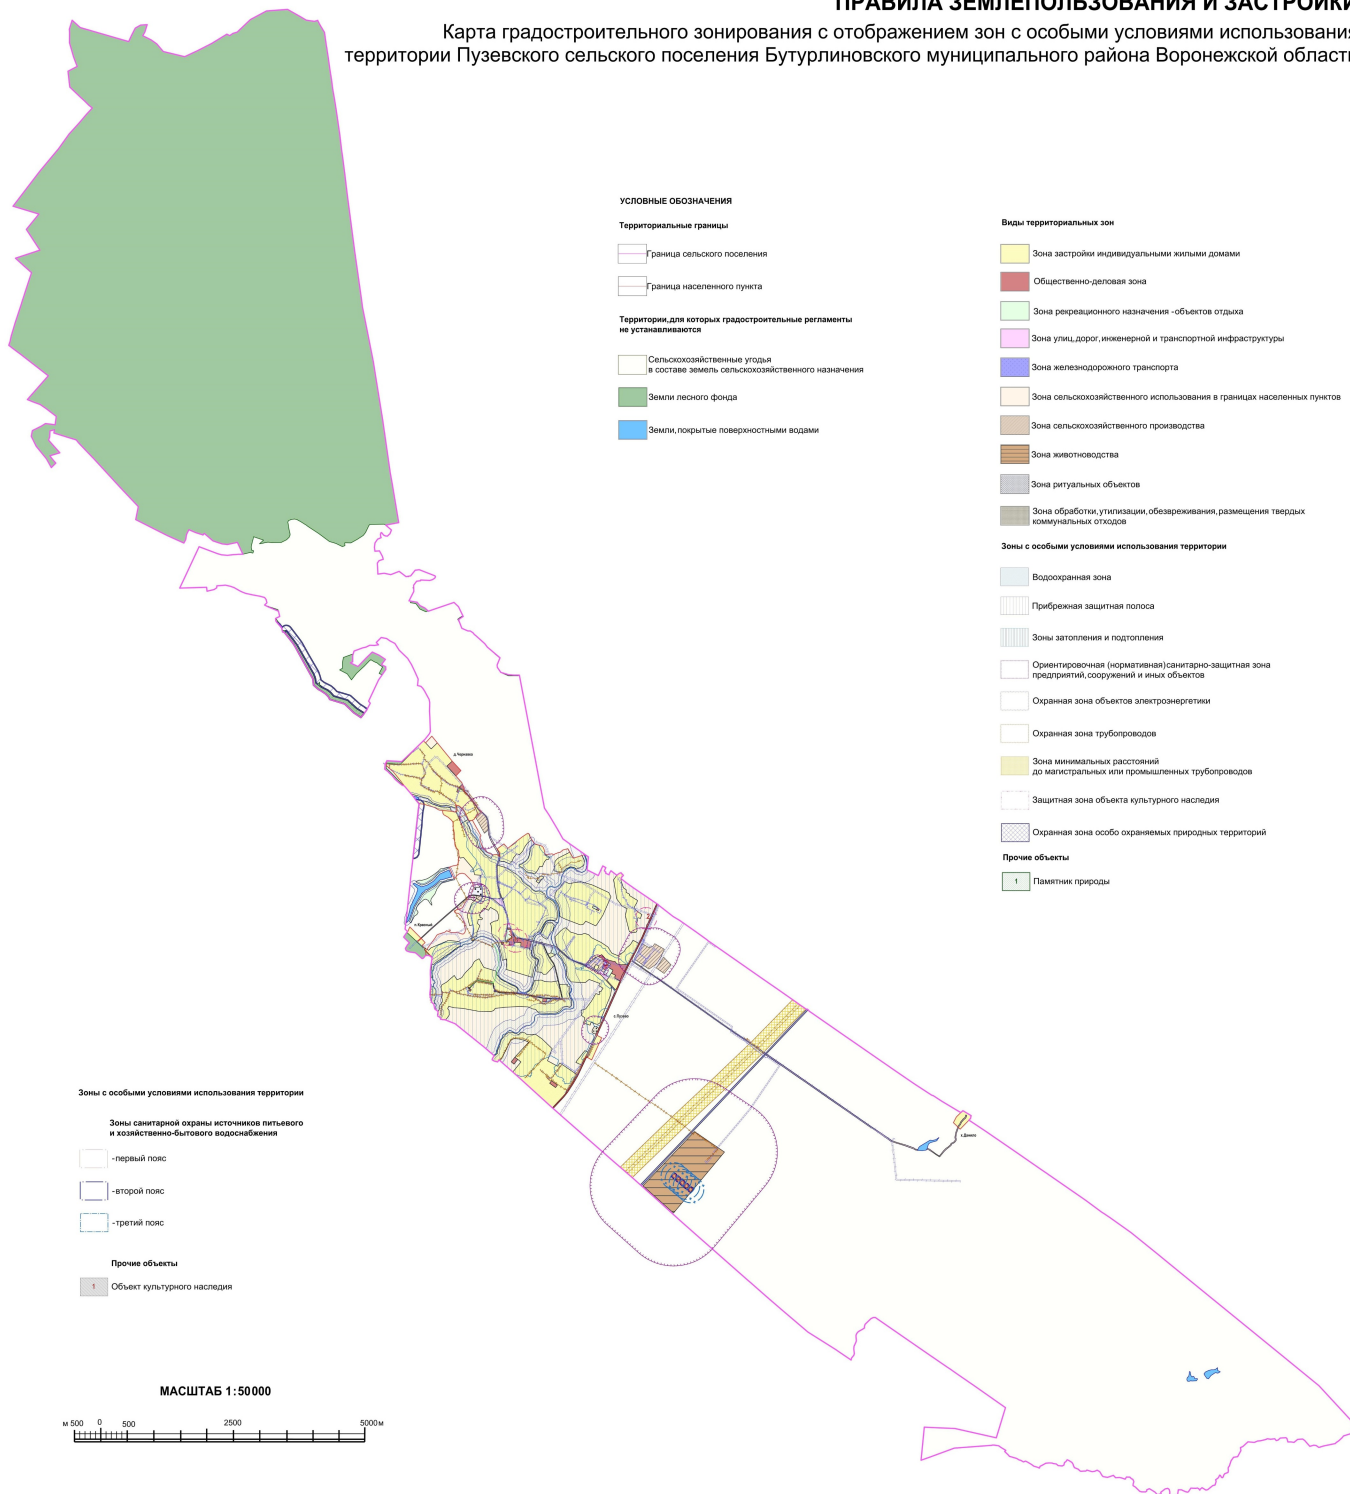 ПРАВИЛА ЗЕМЛЕПОЛЬЗОВАНИЯ И ЗАСТРОЙКИ
Карта градостроительного зонирования с отображением зон с особыми условиями использования
территории Пузевского сельского поселения Бутурлиновского муниципального района Воронежской области
УСЛОВНЫЕ ОБОЗНАЧЕНИЯ
Территориальные границы
Граница сельского поселения
Граница населенного пункта
Территории,для которых градостроительные регламенты
не устанавливаются
Сельскохозяйственные угодья
в составе земель сельскохозяйственного назначения
Земли лесного фонда
Земли,покрытые поверхностными водами
Виды территориальных зон
Зона застройки индивидуальными жилыми домами
Общественно-деловая зона
Зона рекреационного назначения -объектов отдыха
Зона улиц,дорог,инженерной и транспортной инфраструктуры
Зона железнодорожного транспорта
Зона сельскохозяйственного использования в границах населенных пунктов
Зона сельскохозяйственного производства
Зона животноводства
Зона ритуальных объектов
Зона обработки,утилизации,обезвреживания,размещения твердых
коммунальных отходов
Зоны с особыми условиями использования территории
Водоохранная зона
Прибрежная защитная полоса
Зоны затопления и подтопления
Ориентировочная (нормативная)санитарно-защитная зона
предприятий,сооружений и иных объектов
Охранная зона объектов электроэнергетики
Охранная зона трубопроводов
Зона минимальных расстояний
до магистральных или промышленных трубопроводов
Защитная зона объекта культурного наследия
Охранная зона особо охраняемых природных территорий
Прочие объекты
1 Памятник природы
с.Пузево
Зоны с особыми условиями использования территории
Зоны санитарной охраны источников питьевого
и хозяйственно-бытового водоснабжения
-первый пояс
-второй пояс
-третий пояс
Прочие объекты
1 Объект культурного наследия
МАСШТАБ 1:50000
м 500 0 500 2500 5000м